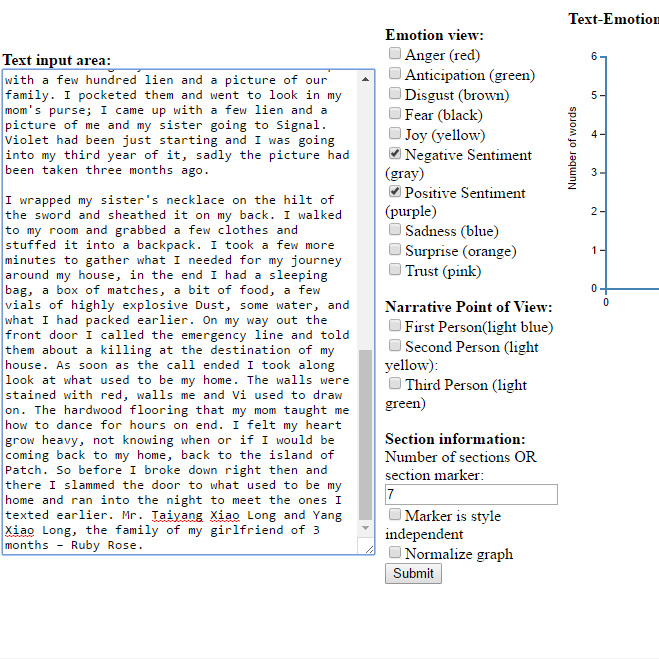 Text input area:
with a few hundred lien and a picture of our
family. I pocketed them and went to look in my
mom's purse; I came up with a few lien and a
picture of me and my sister going to Signal.
Violet had been just starting and I was going
into my third year of it, sadly the picture had
been taken three months ago.
I wrapped my sister's necklace on the hilt of
the sword and sheathed it on my back. I walked
to my room and grabbed a few clothes and
stuffed it into a backpack. I took a few more
minutes to gather what I needed for my journey
around my house, in the end I had a sleeping
bag, a box of matches, a bit of food, a few
vials of highly explosive Dust, some water, and
what I had packed earlier. On my way out the
front door I called the emergency line and told
them about a killing at the destination of my
house. As soon as the call ended I took along
look at what used to be my home. The walls were
stained with red, walls me and Vi used to draw
on. The hardwood flooring that my mom taught me
how to dance for hours on end. I felt my heart
grow heavy, not knowing when or if I would be
coming back to my home, back to the island of
Patch. So before I broke down right then and
there I slammed the door to what used to be my
home and ran into the night to meet the ones I
texted earlier. Mr. Taiyang Xiao Long and Yang
Xiao Long, the family of my girlfriend of 3
months – Ruby Rose.
Emotion view:
Anger (red)
Anticipation (green)
Disgust (brown)
Fear (black)
Joy (yellow)
Negative Sentiment
(gray)
Positive Sentiment
(purple)
Sadness (blue)
Surprise (orange)
Trust (pink)
Narrative Point of View:
First Person(light blue)
Second Person (light
yellow):
Third Person (light
green)
Section information:
Number of sections OR
section marker:
7
Marker is style
independent
Normalize graph
Submit
Text-Emotion
Number of words
6
5
4
3
2
1
0
0